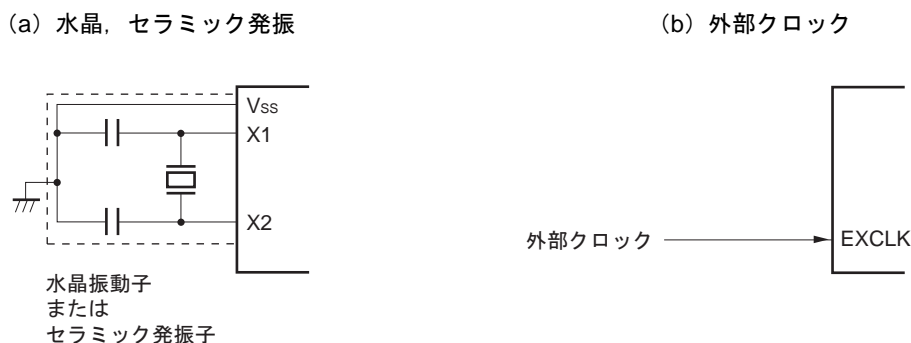 (a) 水晶，セラミック発振
(b) 外部クロック
VSS
X1
X2
水晶振動子
または
セラミック発振子
外部クロック
EXCLK